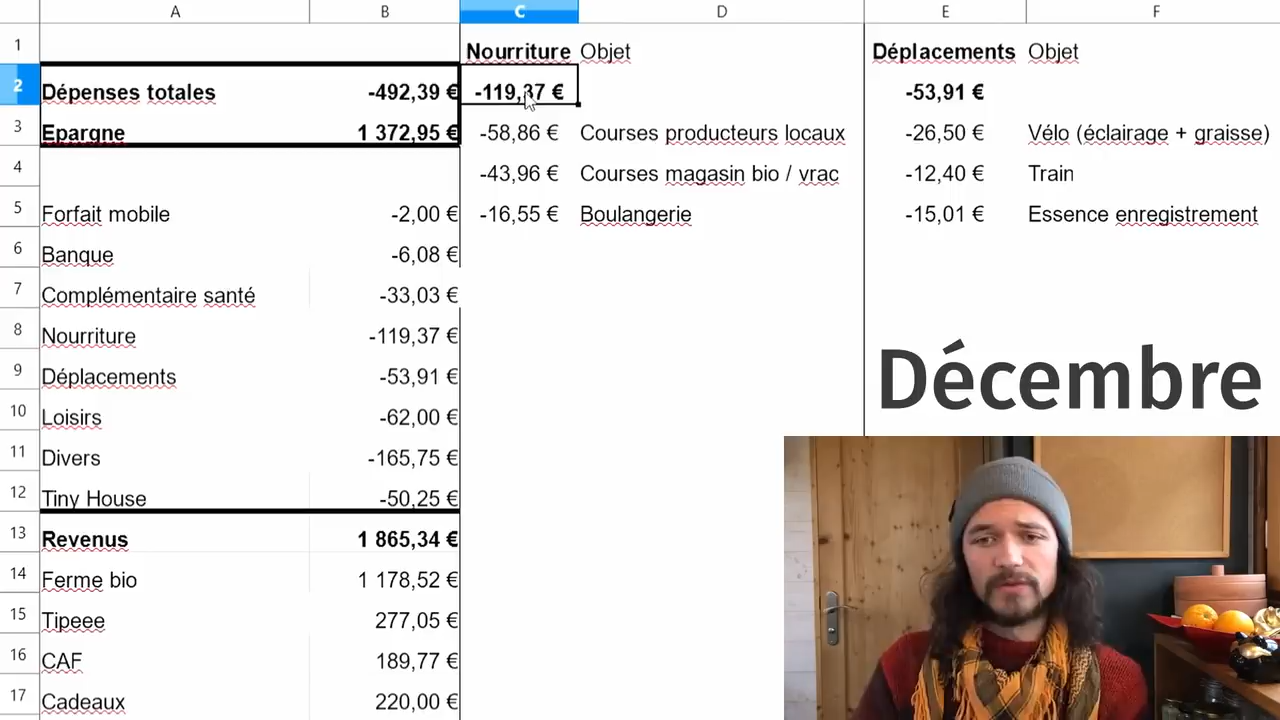 A B C D E F
1 Nourriture Objet Déplacements Objet
2 Dépenses totales -492,39 € -119,37 € -53,91 €
3 Epargne 1 372,95 € -58,86 € Courses producteurs locaux -26,50 € Vélo (éclairage + graisse)
4 -43,96 € Courses magasin bio / vrac -12,40 € Train
5 Forfait mobile -2,00 € -16,55 € Boulangerie -15,01 € Essence enregistrement
6 Banque -6,08 €
7 Complémentaire santé -33,03 €
8 Nourriture -119,37 €
9 Déplacements -53,91 €
10 Loisirs -62,00 €
11 Divers -165,75 €
12 Tiny House -50,25 €
13 Revenus 1 865,34 €
14 Ferme bio 1 178,52 €
15 Tipeee 277,05 €
16 CAF 189,77 €
17 Cadeaux 220,00 €
Décembre